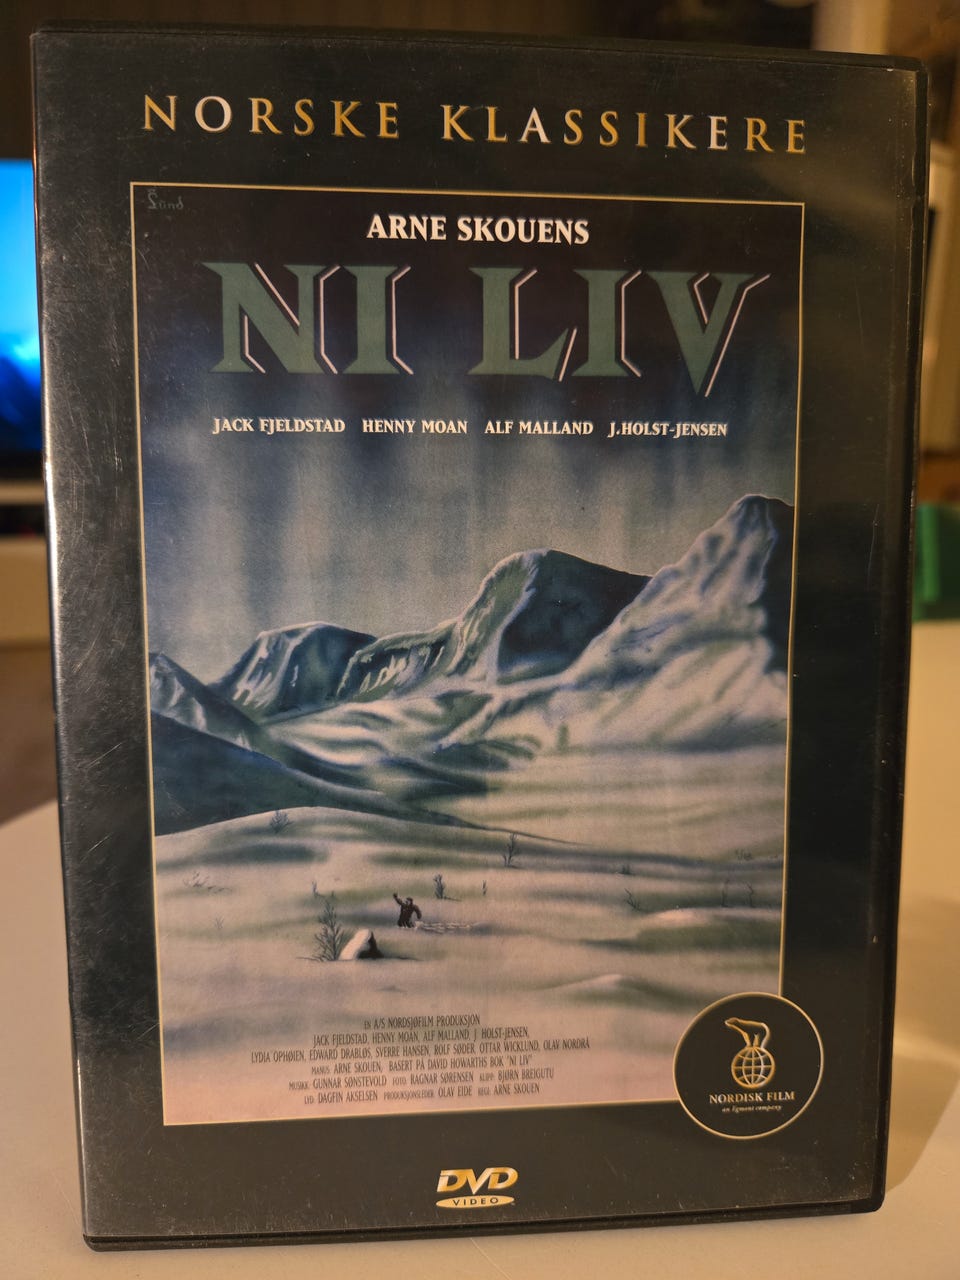 NORSKE KLASSIKERE
Lünd
ARNE SKOUENS
NI LIV
JACK FJELDSTAD HENNY MOAN ALF MALLAND J.HOLST-JENSEN
EN A/S NORDSJØFILM PRODUKSJON
JACK FJELDSTAD, HENNY MOAN, ALF MALLAND, J. HOLST-JENSEN,
LYDIA OPHØIEN, EDWARD DRABLØS, SVERRE HANSEN, ROLF SØDER, OTTAR WICKLUND, OLAV NORDRÅ
MANUS: ARNE SKOUEN, BASERT PÅ DAVID HOWARTHS BOK 'NI LIV'
MUSIKK: GUNNAR SØNSTEVOLD FOTO: RAGNAR SØRENSEN KLIPP: BJØRN BREIGUTU
LYD: DAGFIN AKSELSEN PRODUKSJONSLEDER: OLAV EIDE REGI: ARNE SKOUEN
NORDISK FILM
an Egmont company
DVD
VIDEO